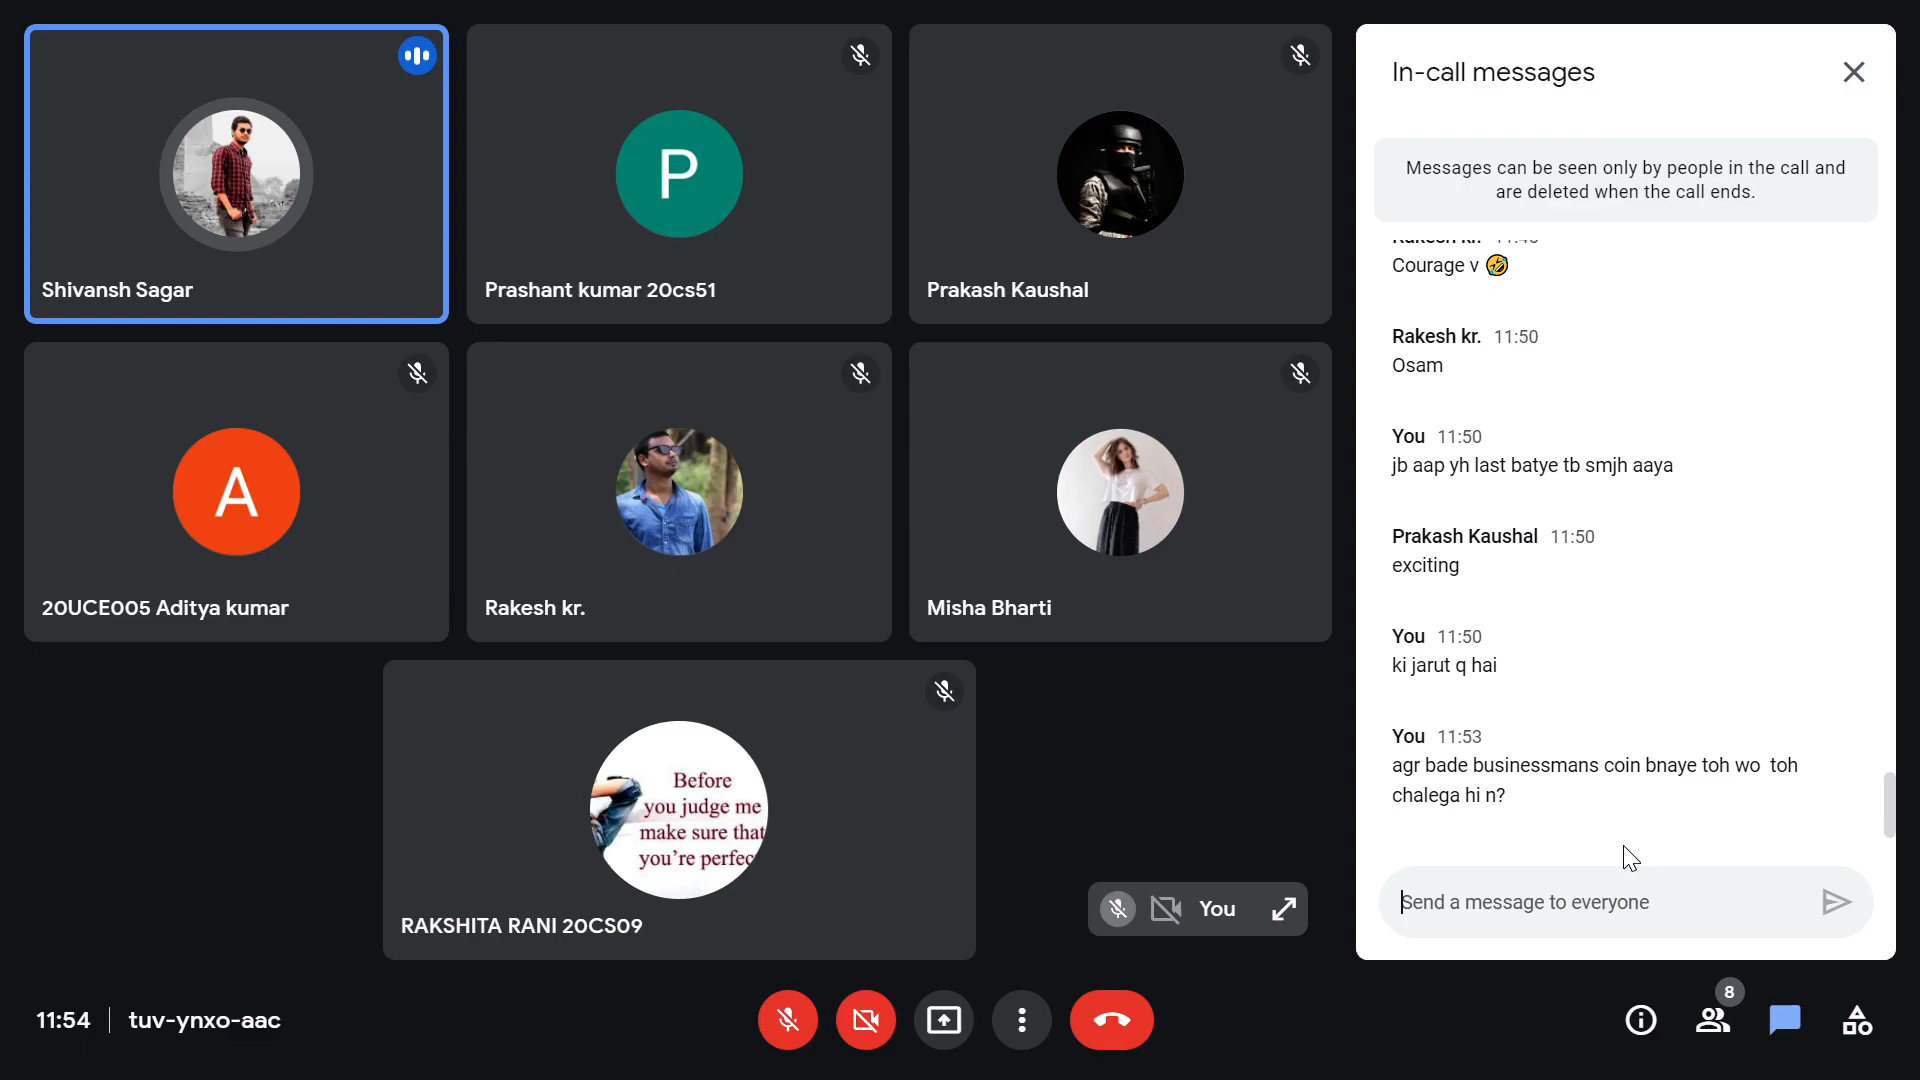 Shivansh Sagar
P
Prashant kumar 20cs51
Prakash Kaushal
A
20UCE005 Aditya kumar
Rakesh kr.
Misha Bharti
Before
you judge me
make sure that
you're perfec
RAKSHITA RANI 20CS09
You
In-call messages
Messages can be seen only by people in the call and
are deleted when the call ends.
Courage v 🤣
Rakesh kr. 11:50
Osam
You 11:50
jb aap yh last batye tb smjh aaya
Prakash Kaushal 11:50
exciting
You 11:50
ki jarut q hai
You 11:53
agr bade businessmans coin bnaye toh wo toh
chalega hi n?
Send a message to everyone
11:54 tuv-ynxo-aac
8